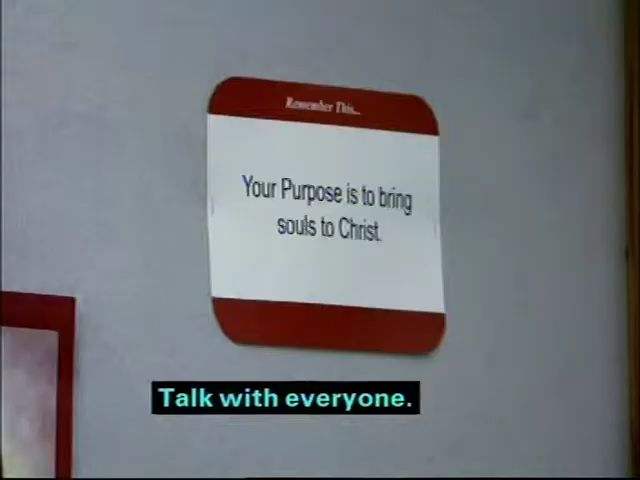 Remember This...
Your Purpose is to bring
souls to Christ.
Talk with everyone.